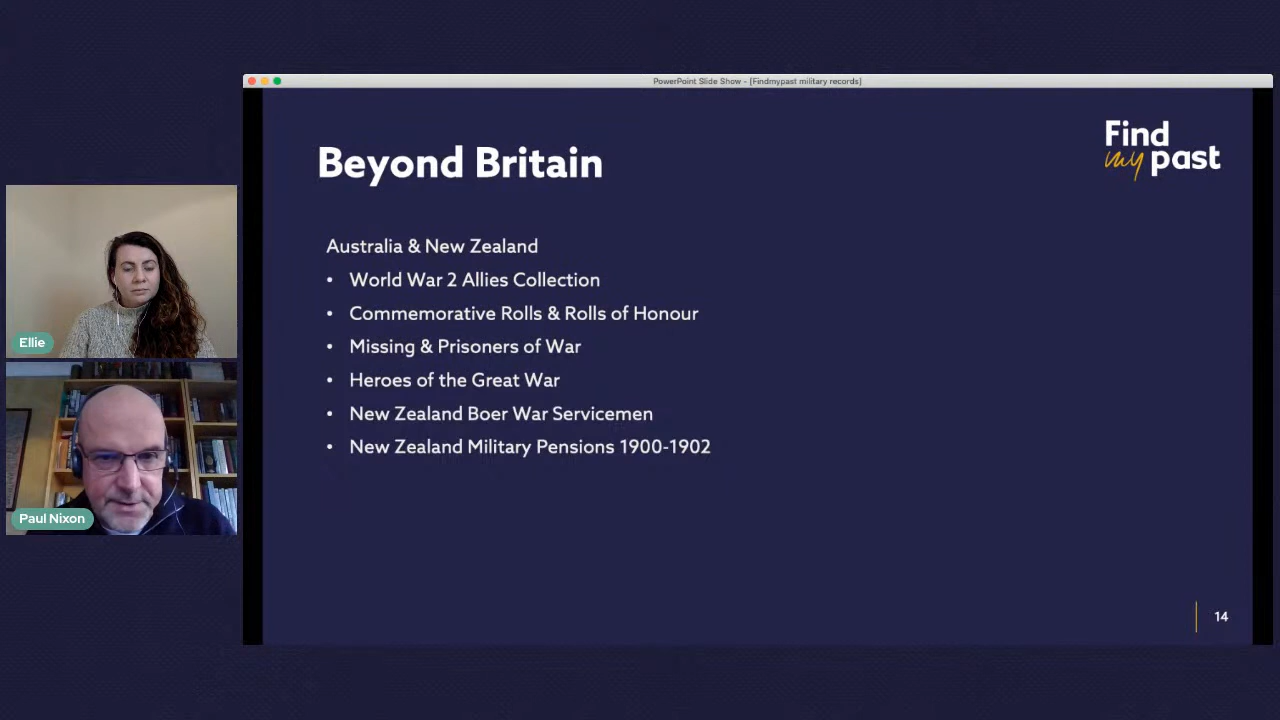 PowerPoint Slide Show - [Findmypast military records]
Find
my past
Beyond Britain
Australia & New Zealand
• World War 2 Allies Collection
• Commemorative Rolls & Rolls of Honour
• Missing & Prisoners of War
• Heroes of the Great War
• New Zealand Boer War Servicemen
• New Zealand Military Pensions 1900-1902
Ellie
Paul Nixon
14